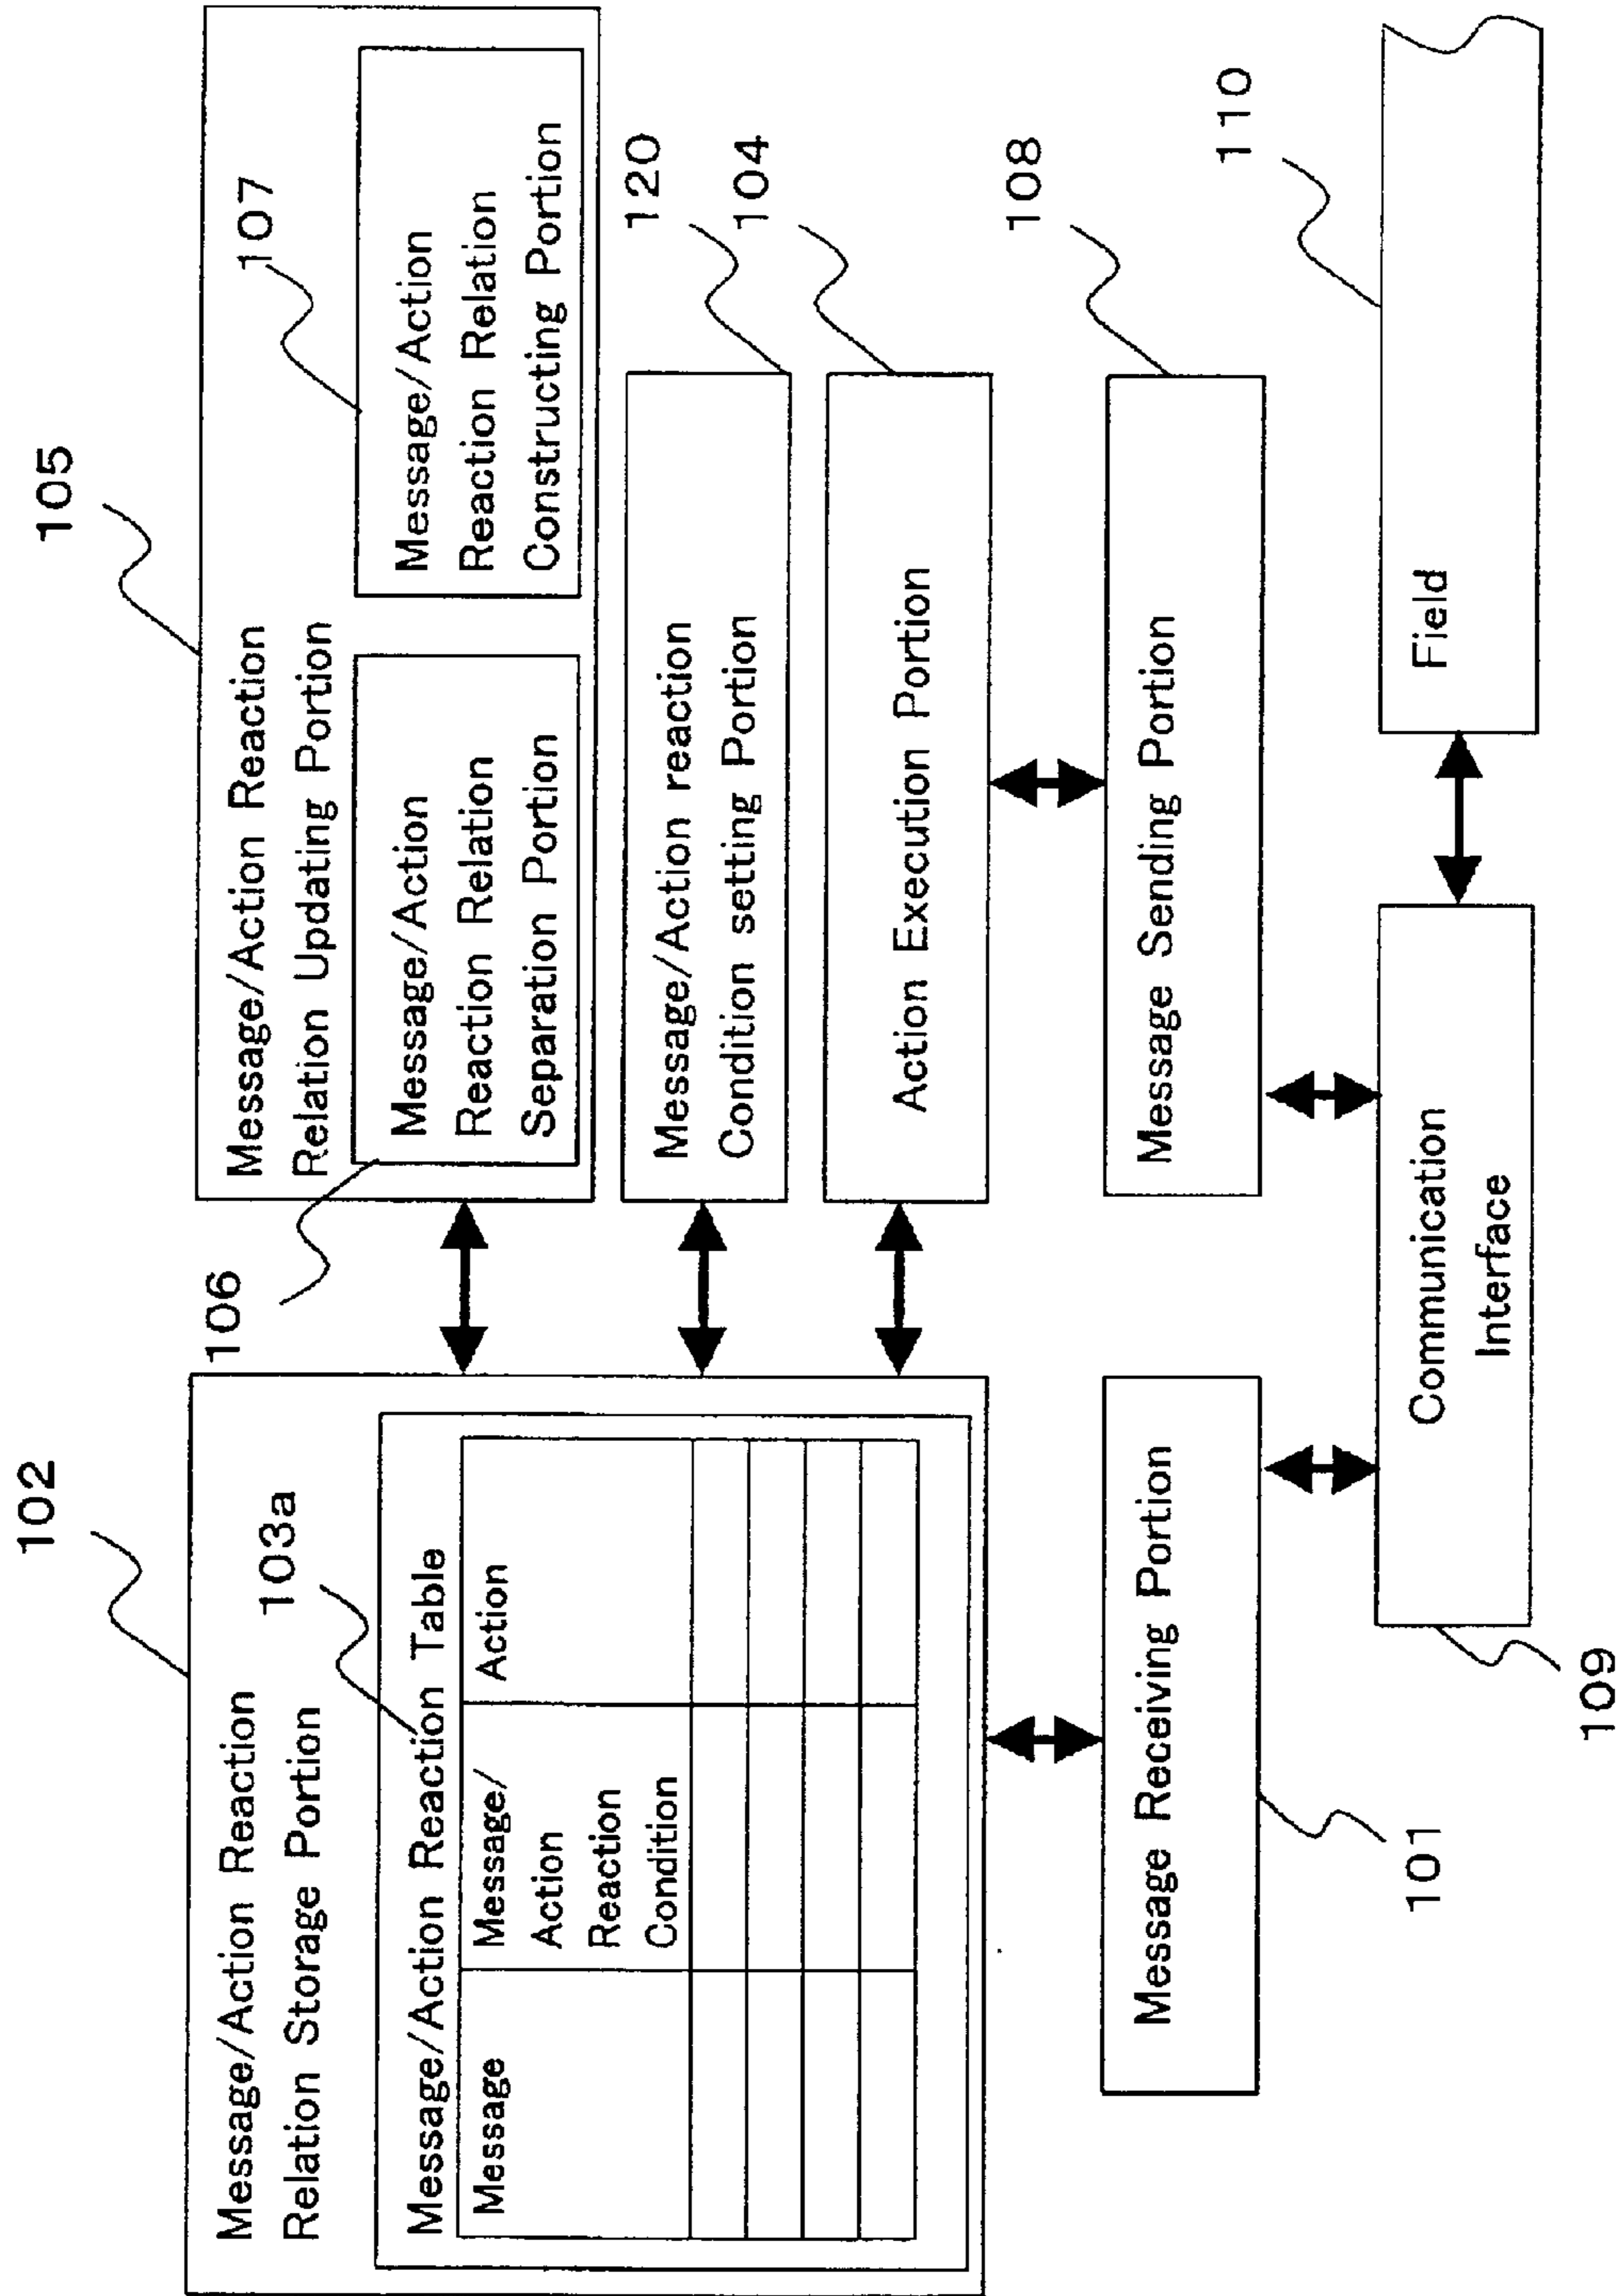 102
Message/Action Reaction
Relation Storage Portion
103a
Message/Action Reaction Table
Message
Message/
Action
Reaction
Condition
Action
105
Message/Action Reaction
Relation Updating Portion
106
Message/Action
Reaction Relation
Separation Portion
107
Message/Action
Reaction Relation
Constructing Portion
120
Message/Action reaction
Condition setting Portion
104
Action Execution Portion
101
Message Receiving Portion
108
Message Sending Portion
109
Communication
Interface
110
Field